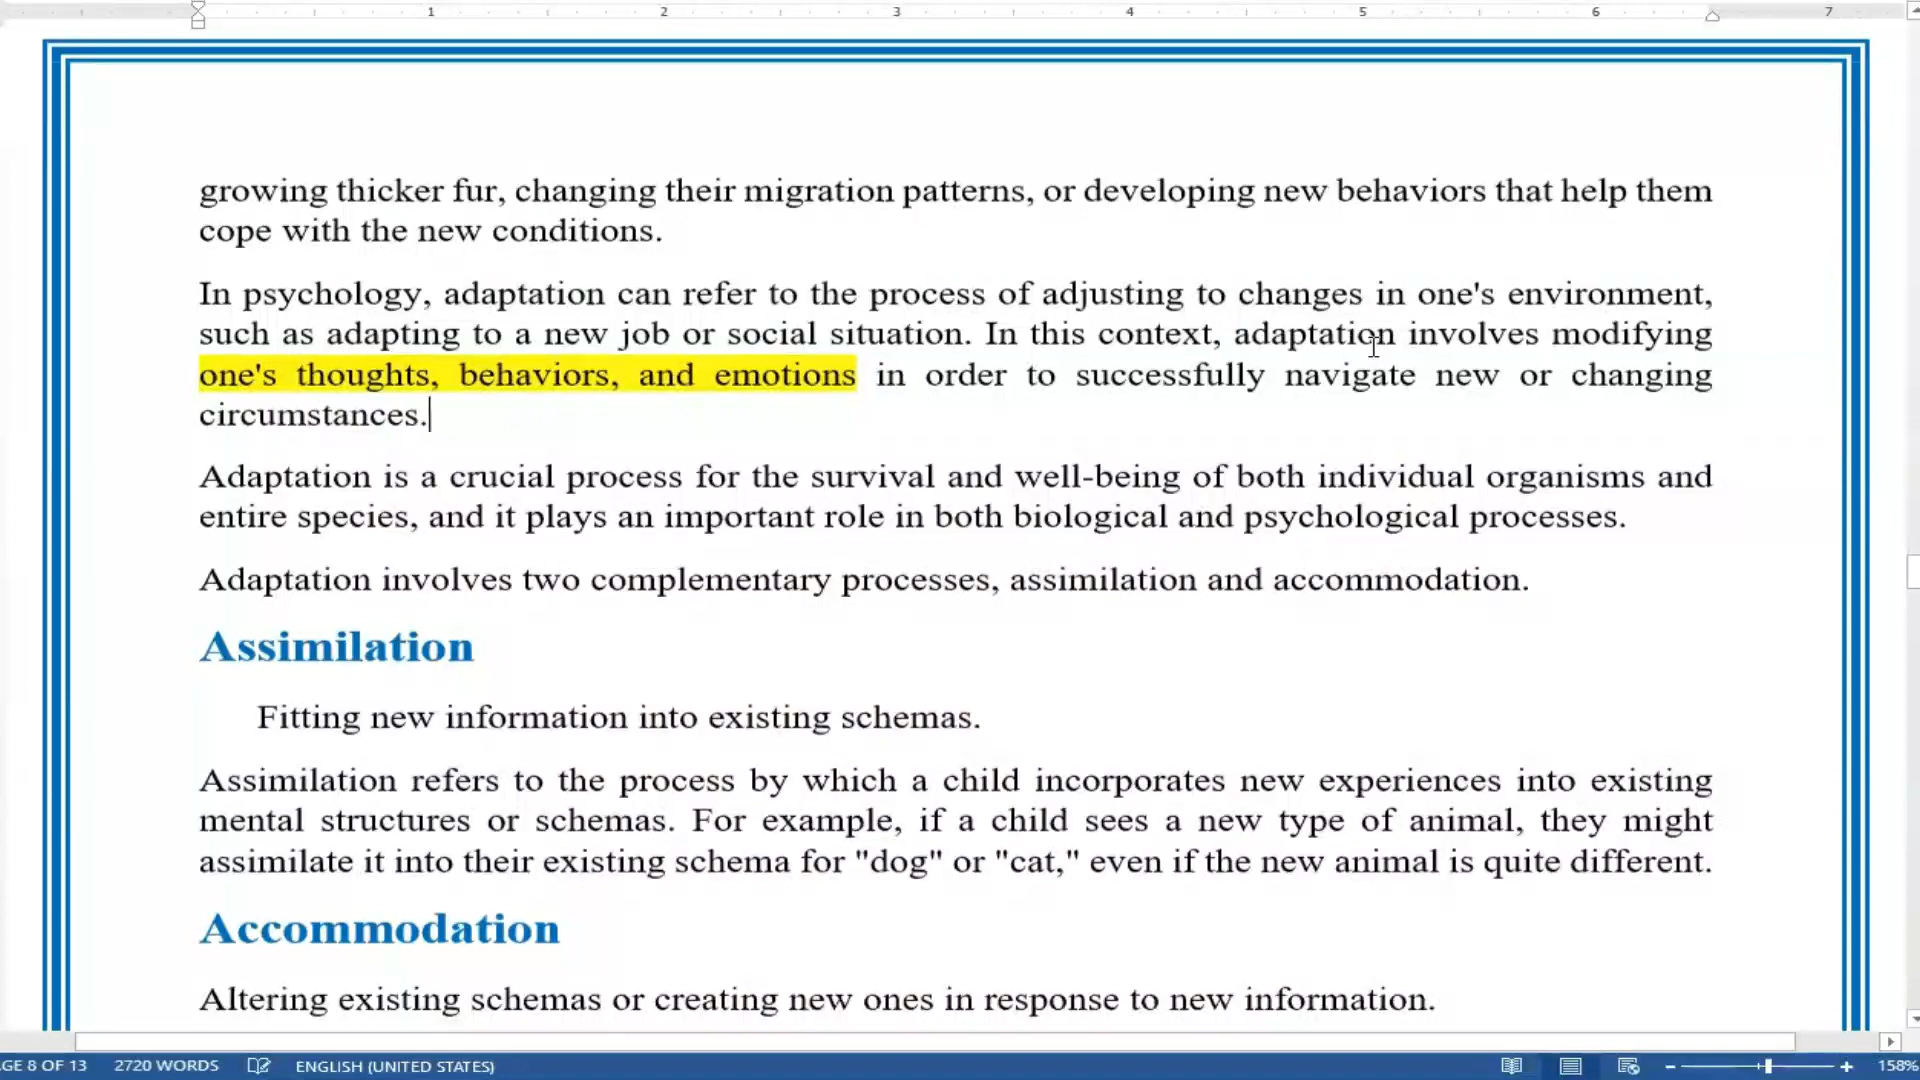 1 2 3 4 5 6 7
growing thicker fur, changing their migration patterns, or developing new behaviors that help them
cope with the new conditions.
In psychology, adaptation can refer to the process of adjusting to changes in one's environment,
such as adapting to a new job or social situation. In this context, adaptation involves modifying
one's thoughts, behaviors, and emotions in order to successfully navigate new or changing
circumstances.
Adaptation is a crucial process for the survival and well-being of both individual organisms and
entire species, and it plays an important role in both biological and psychological processes.
Adaptation involves two complementary processes, assimilation and accommodation.
Assimilation
Fitting new information into existing schemas.
Assimilation refers to the process by which a child incorporates new experiences into existing
mental structures or schemas. For example, if a child sees a new type of animal, they might
assimilate it into their existing schema for "dog" or "cat," even if the new animal is quite different.
Accommodation
Altering existing schemas or creating new ones in response to new information.
GE 8 OF 13 2720 WORDS ENGLISH (UNITED STATES) 158%